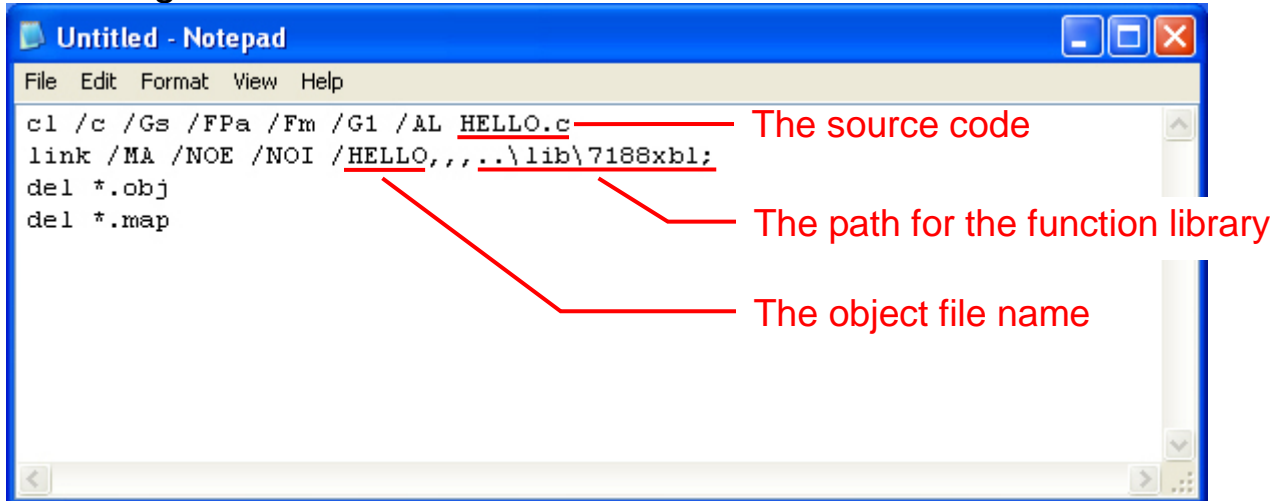 Untitled - Notepad
File Edit Format View Help
cl /c /Gs /FPa /Fm /G1 /AL HELLO.c
The source code
link /MA /NOE /NOI /HELLO,,,..\lib\7188xbl;
del *.obj
del *.map
The path for the function library
The object file name